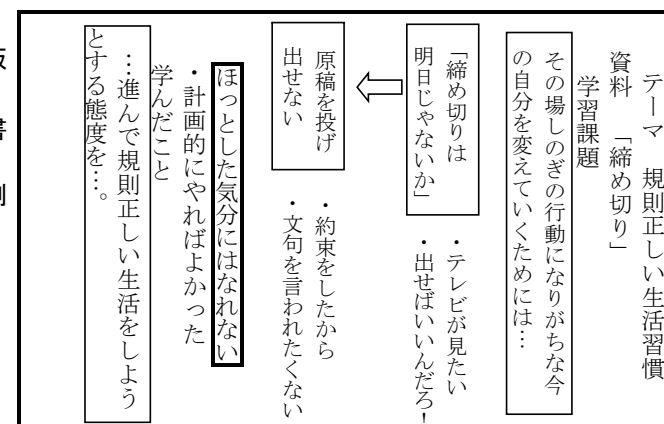 テーマ 規則正しい生活習慣
資料 「締め切り」
学習課題
その場しのぎの行動になりがちな今
の自分を変えていくためには…
「締め切りは
明日じゃないか」
・テレビが見たい
・出せばいいんだろ!
原稿を投げ
出せない
・約束をしたから
・文句を言われたくない
ほっとした気分にはなれない
・計画的にやればよかった
学んだこと
…進んで規則正しい生活をしよう
とする態度を…。